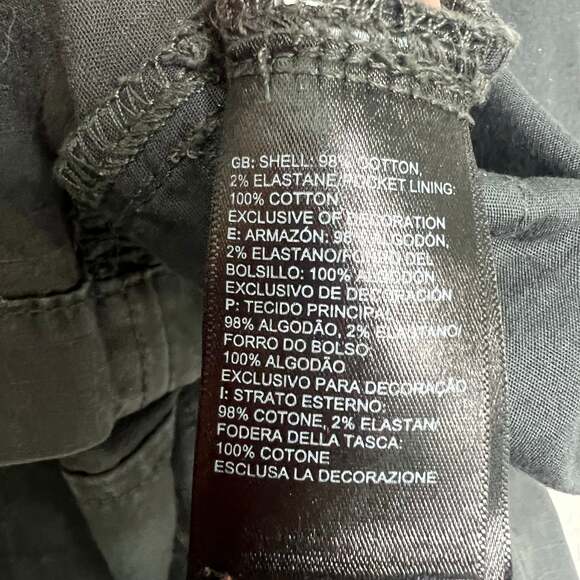 GB: SHELL: 98% COTTON,
2% ELASTANE/POCKET LINING:
100% COTTON
EXCLUSIVE OF DECORATION
E: ARMAZÓN: 98% ALGODÓN,
2% ELASTANO/FORRO DEL
BOLSILLO: 100% ALGODÓN
EXCLUSIVO DE DECORACIÓN
P: TECIDO PRINCIPAL:
98% ALGODÃO, 2% ELASTANO/
FORRO DO BOLSO
100% ALGODÃO
EXCLUSIVO PARA DECORAÇÃO
I: STRATO ESTERNO:
98% COTONE, 2% ELASTAN/
FODERA DELLA TASCA:
100% COTONE
ESCLUSA LA DECORAZIONE